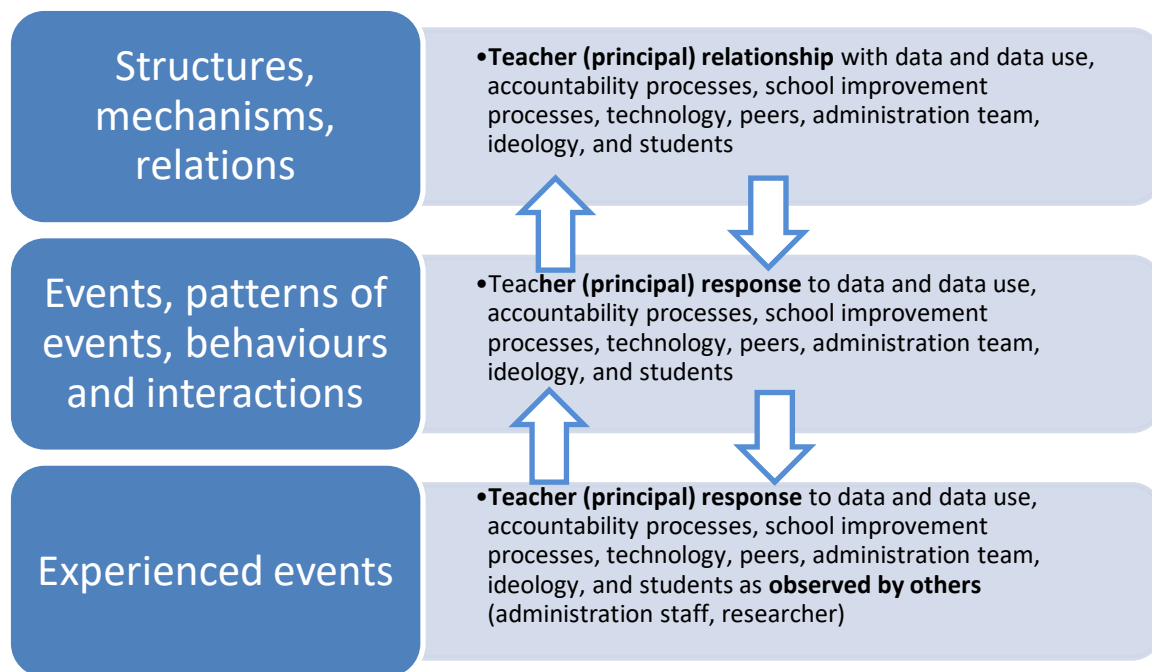 Structures,
mechanisms,
relations
•Teacher (principal) relationship with data and data use,
accountability processes, school improvement
processes, technology, peers, administration team,
ideology, and students
Events, patterns of
events, behaviours
and interactions
•Teacher (principal) response to data and data use,
accountability processes, school improvement
processes, technology, peers, administration team,
ideology, and students
Experienced events
•Teacher (principal) response to data and data use,
accountability processes, school improvement
processes, technology, peers, administration team,
ideology, and students as observed by others
(administration staff, researcher)